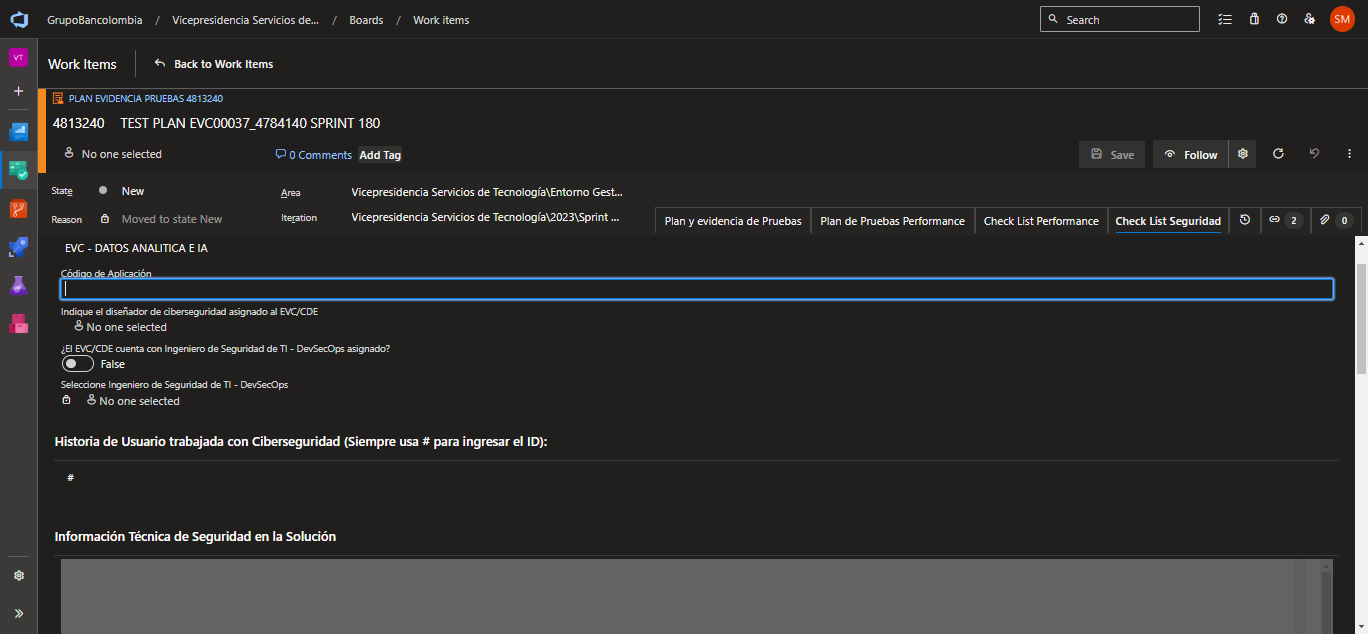 GrupoBancolombia / Vicepresidencia Servicios de... / Boards / Work items
Search
SM
VT
Work Items
Back to Work Items
PLAN EVIDENCIA PRUEBAS 4813240
4813240 TEST PLAN EVC00037_4784140 SPRINT 180
No one selected
0 Comments
Add Tag
Save
Follow
State
New
Area
Vicepresidencia Servicios de Tecnología\Entorno Gest...
Reason
Moved to state New
Iteration
Vicepresidencia Servicios de Tecnología\2023\Sprint ...
Plan y evidencia de Pruebas
Plan de Pruebas Performance
Check List Performance
Check List Seguridad
2
0
EVC - DATOS ANALITICA E IA
Código de Aplicación
Indique el diseñador de ciberseguridad asignado al EVC/CDE
No one selected
¿El EVC/CDE cuenta con Ingeniero de Seguridad de TI - DevSecOps asignado?
False
Seleccione Ingeniero de Seguridad de TI - DevSecOps
No one selected
Historia de Usuario trabajada con Ciberseguridad (Siempre usa # para ingresar el ID):
#
Información Técnica de Seguridad en la Solución